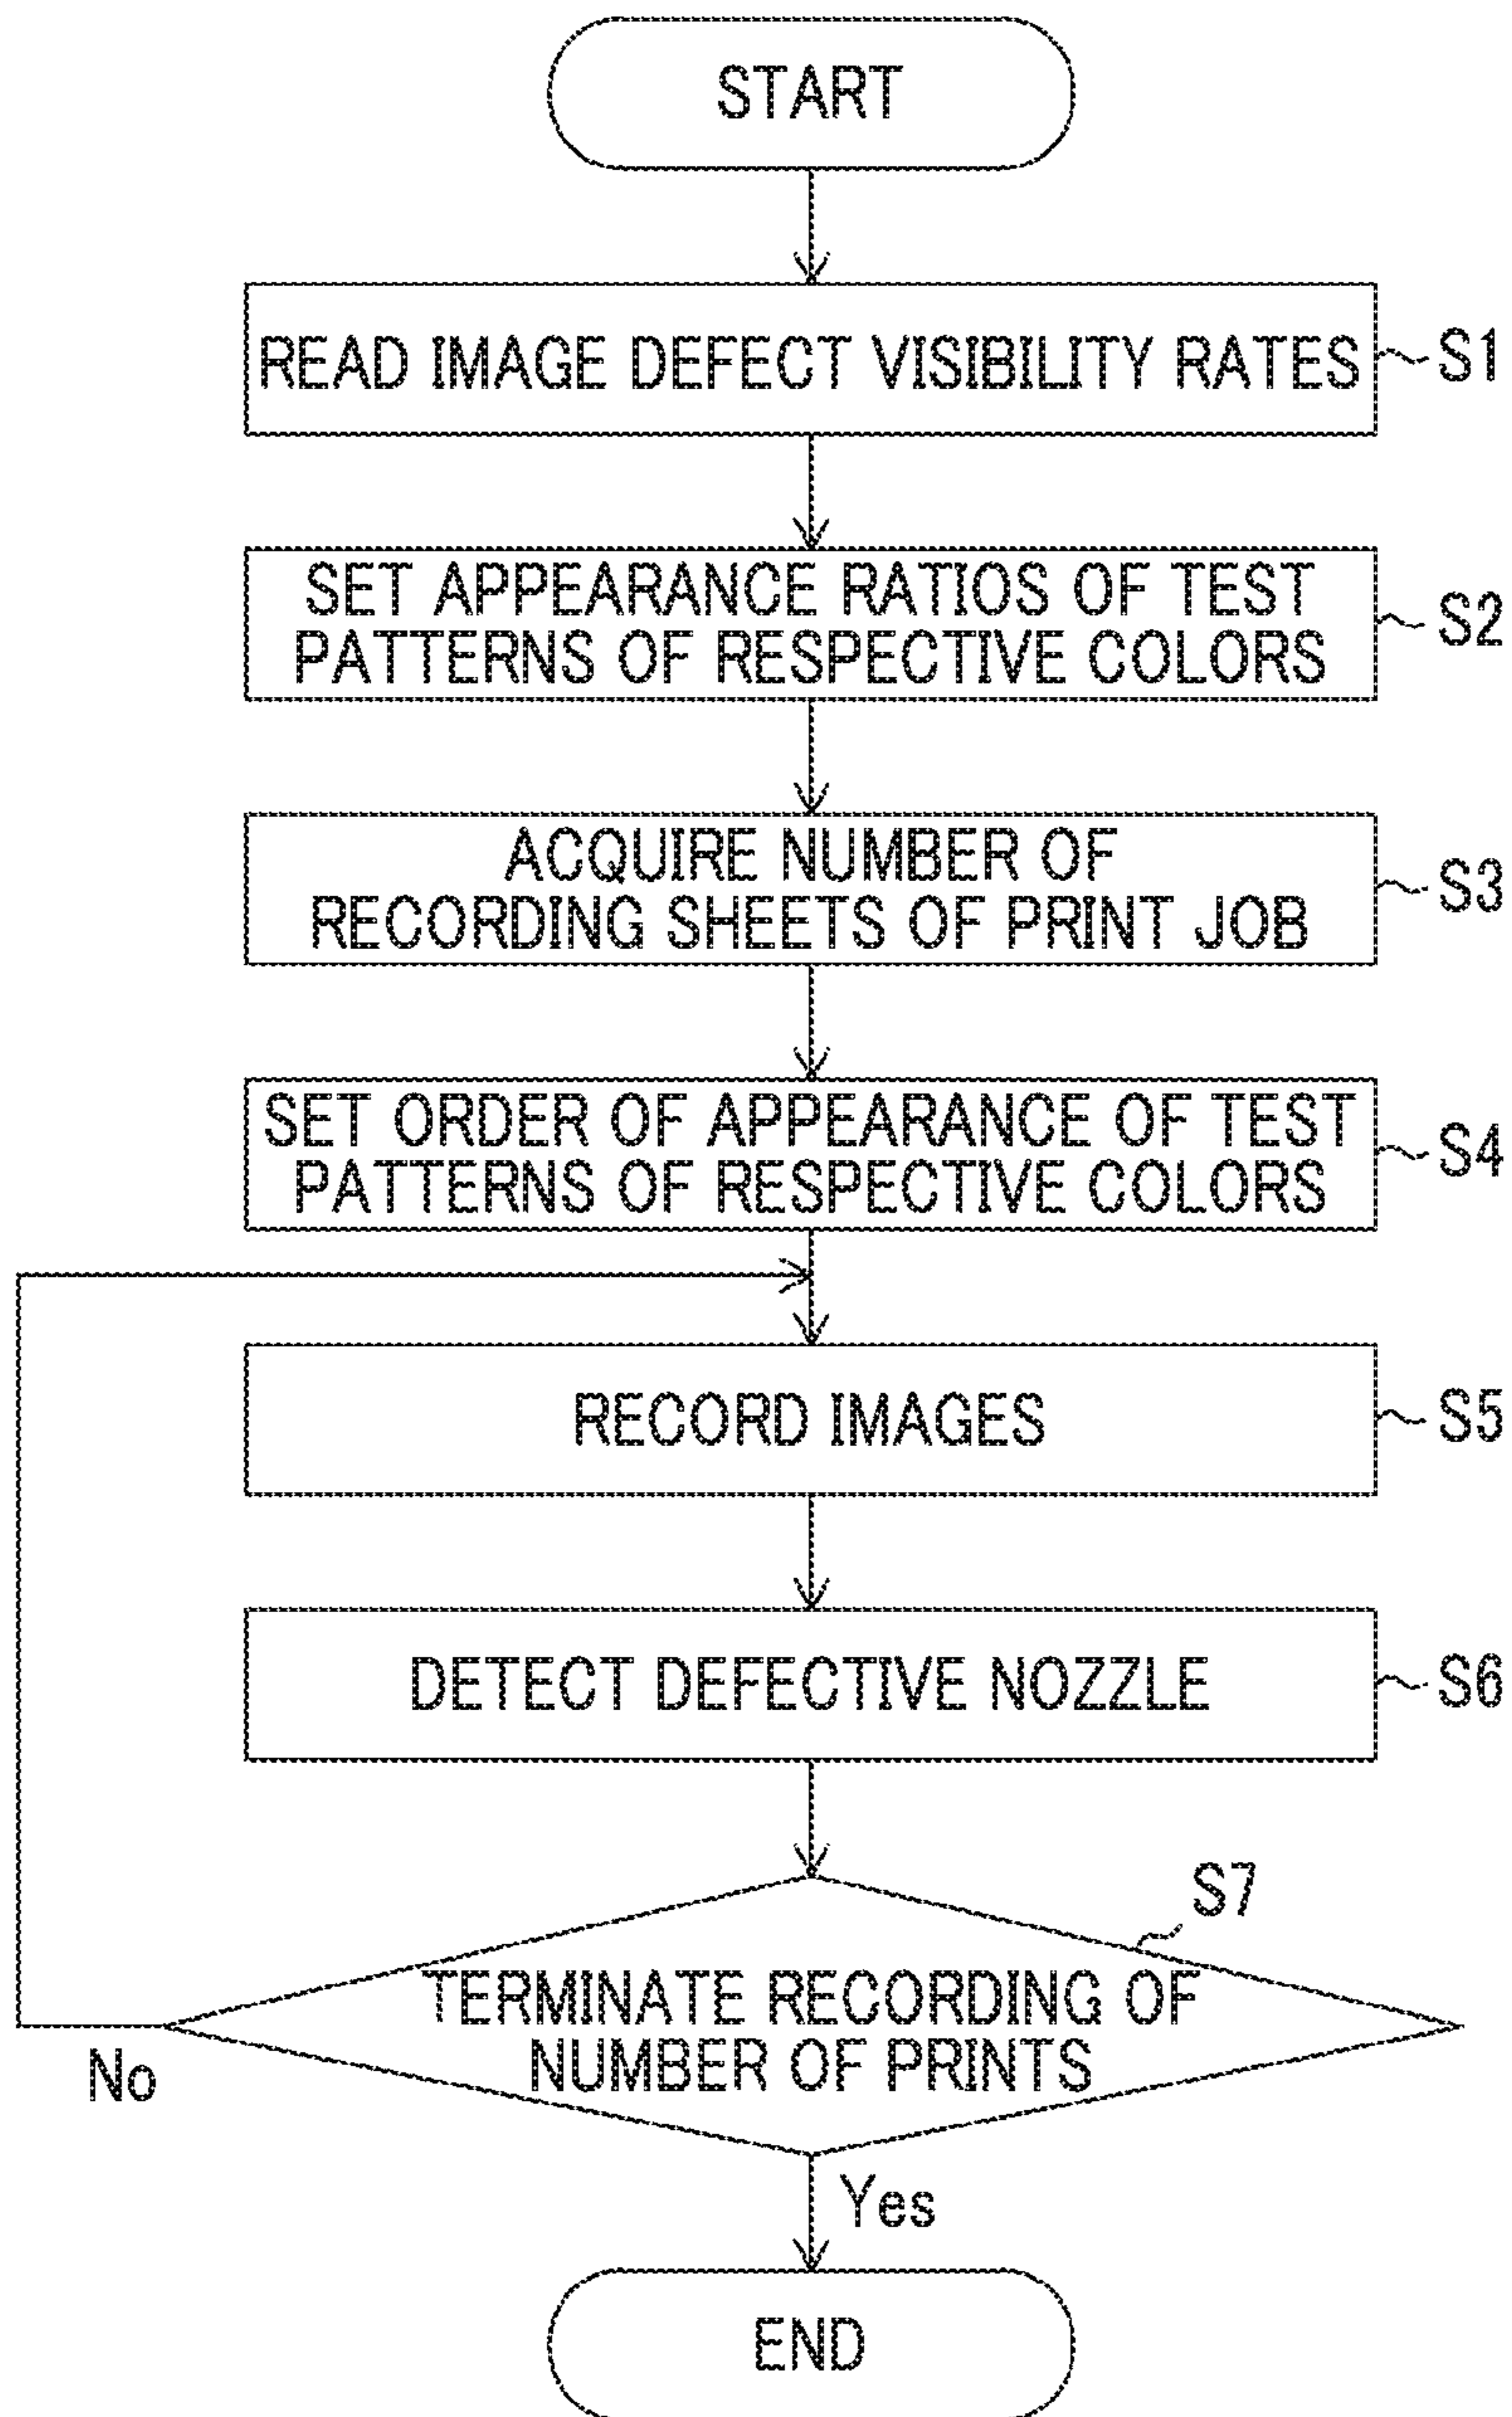 START
READ IMAGE DEFECT VISIBILITY RATES
S1
SET APPEARANCE RATIOS OF TEST
PATTERNS OF RESPECTIVE COLORS
S2
ACQUIRE NUMBER OF
RECORDING SHEETS OF PRINT JOB
S3
SET ORDER OF APPEARANCE OF TEST
PATTERNS OF RESPECTIVE COLORS
S4
RECORD IMAGES
S5
DETECT DEFECTIVE NOZZLE
S6
S7
TERMINATE RECORDING OF
NUMBER OF PRINTS
No
Yes
END